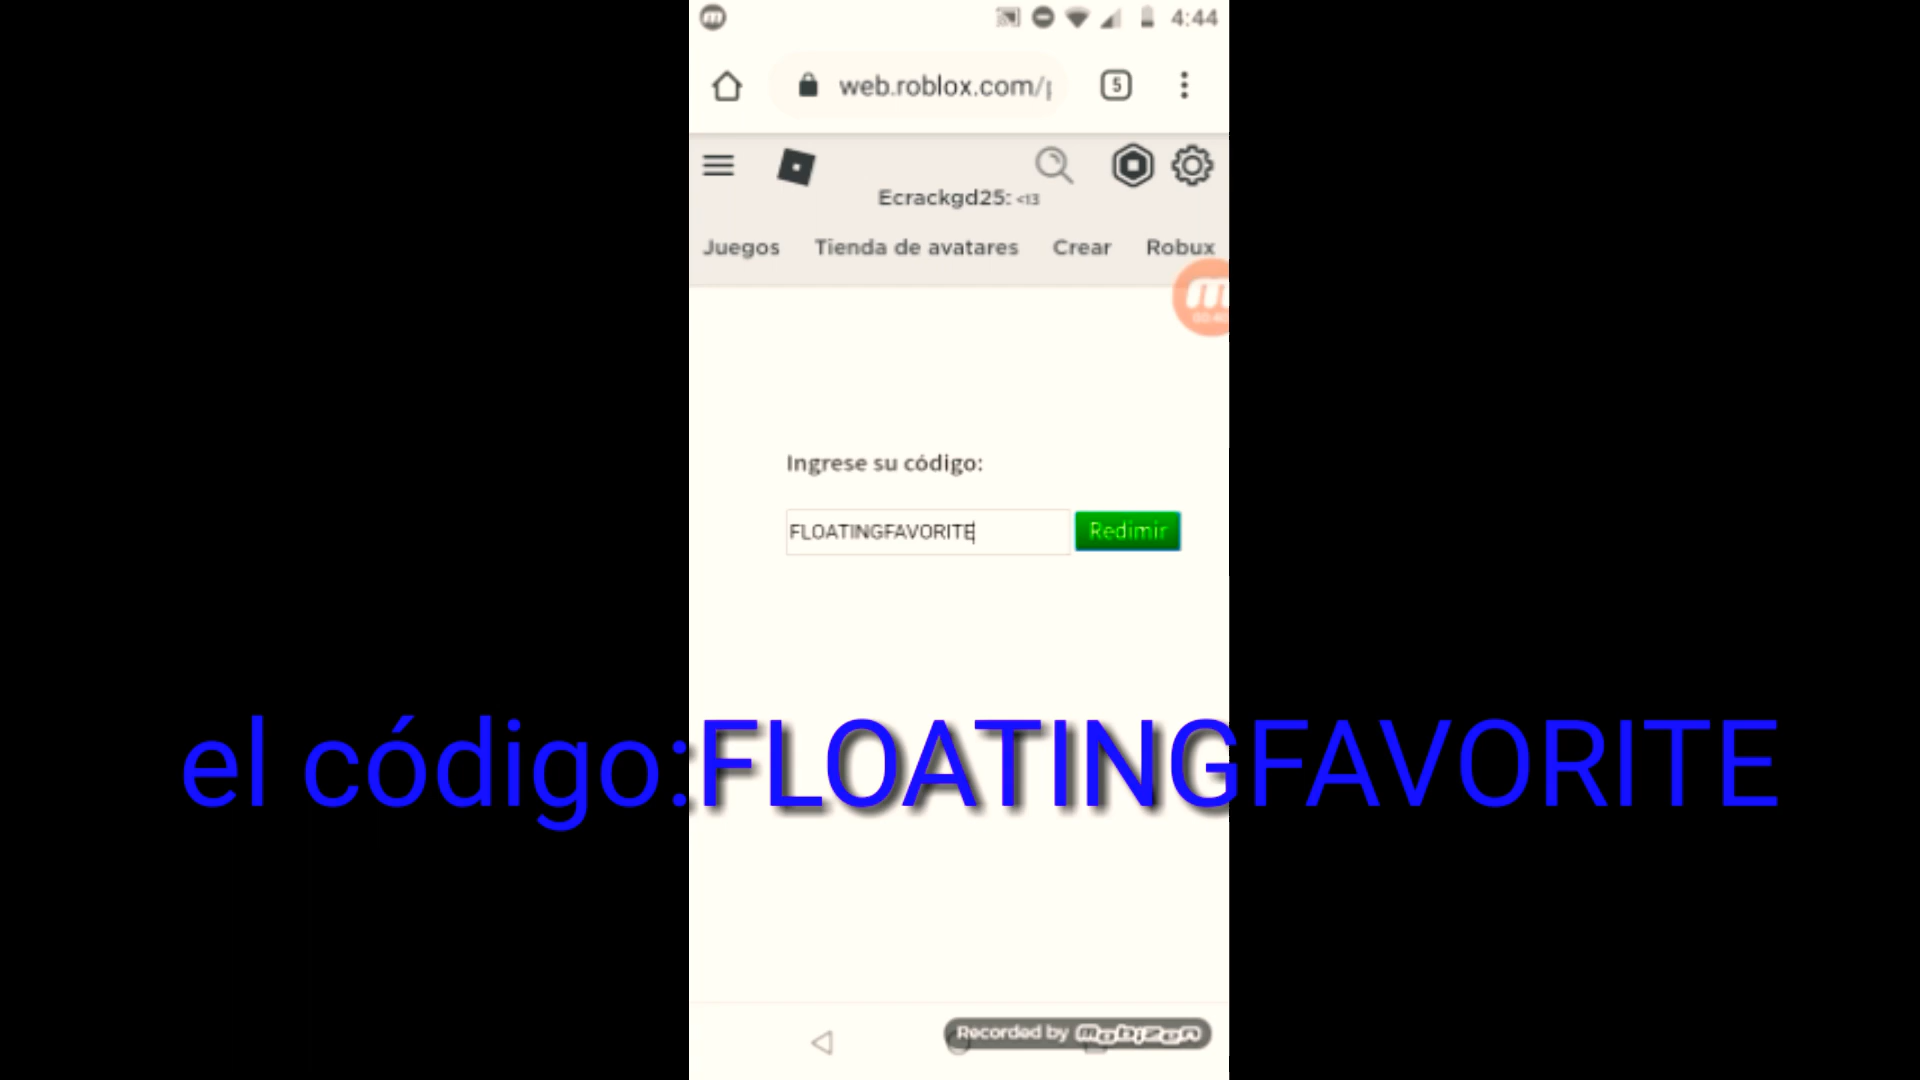 4:44
web.roblox.com/p
5
Ecrackgd25: <13
Juegos Tienda de avatares Crear Robux
Ingrese su código:
FLOATINGFAVORITE Redimir
el código:FLOATINGFAVORITE
Recorded by mobizen